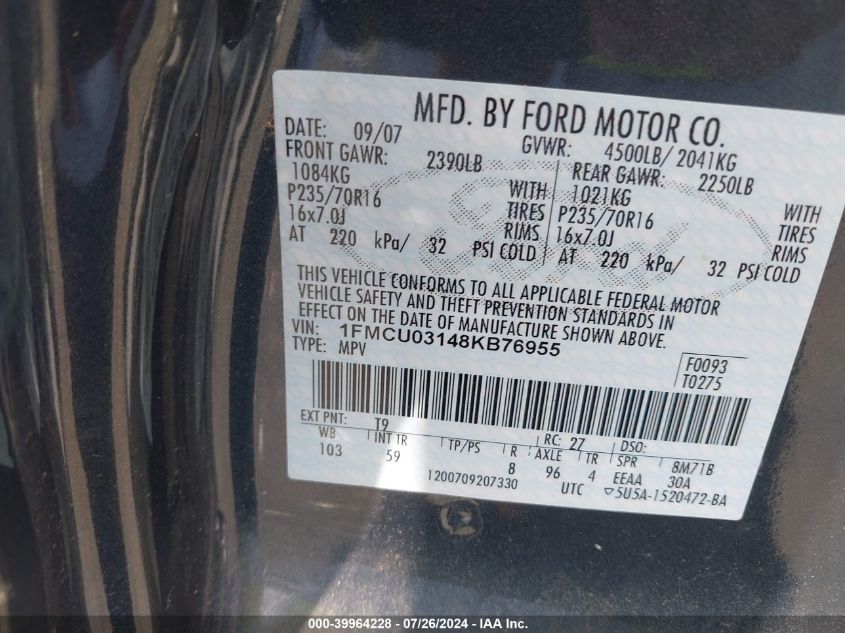 MFD. BY FORD MOTOR CO.
DATE: 09/07 GVWR: 4500LB/ 2041KG
FRONT GAWR: 2390LB REAR GAWR: 2250LB
1084KG WITH 1021KG WITH
P235/70R16 TIRES P235/70R16 TIRES
16x7.0J RIMS 16x7.0J RIMS
AT 220 kPa/ 32 PSI COLD AT 220 kPa/ 32 PSI COLD
THIS VEHICLE CONFORMS TO ALL APPLICABLE FEDERAL MOTOR
VEHICLE SAFETY AND THEFT PREVENTION STANDARDS IN
EFFECT ON THE DATE OF MANUFACTURE SHOWN ABOVE.
VIN: 1FMCU03148KB76955
TYPE: MPV
F0093
T0275
EXT PNT: T9 RC: 27 DSO:
WB INT TR TP/PS R AXLE TR SPR 8M71B
103 59 8 96 4 EEAA 30A
1200709207330 UTC ▽5U5A-1520472-BA
000-39964228 - 07/26/2024 - IAA Inc.